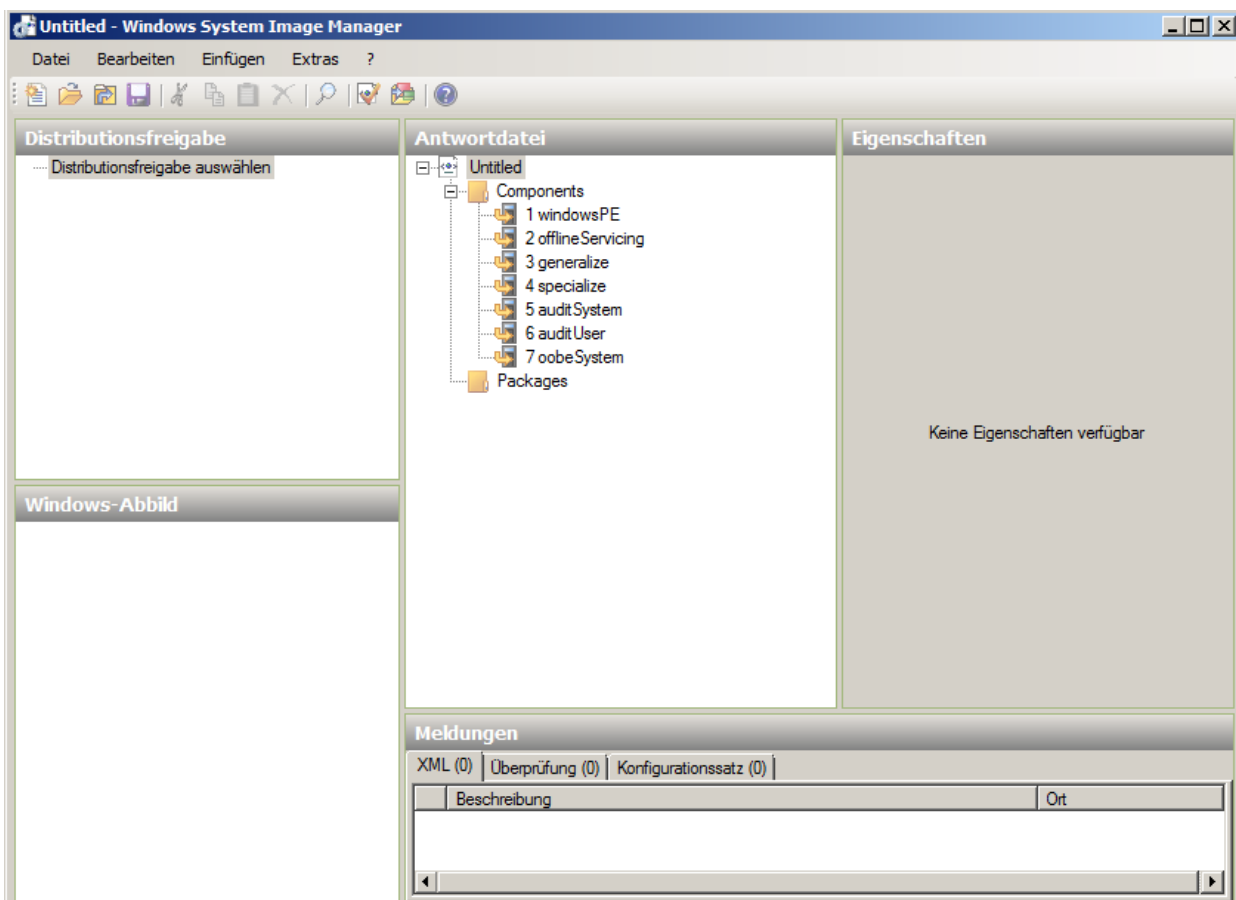 Untitled - Windows System Image Manager
Datei Bearbeiten Einfügen Extras ?
Distributionsfreigabe
Distributionsfreigabe auswählen
Antwortdatei
Untitled
Components
1 windowsPE
2 offlineServicing
3 generalize
4 specialize
5 auditSystem
6 auditUser
7 oobeSystem
Packages
Eigenschaften
Keine Eigenschaften verfügbar
Windows-Abbild
Meldungen
XML (0) Überprüfung (0) Konfigurationssatz (0)
Beschreibung Ort